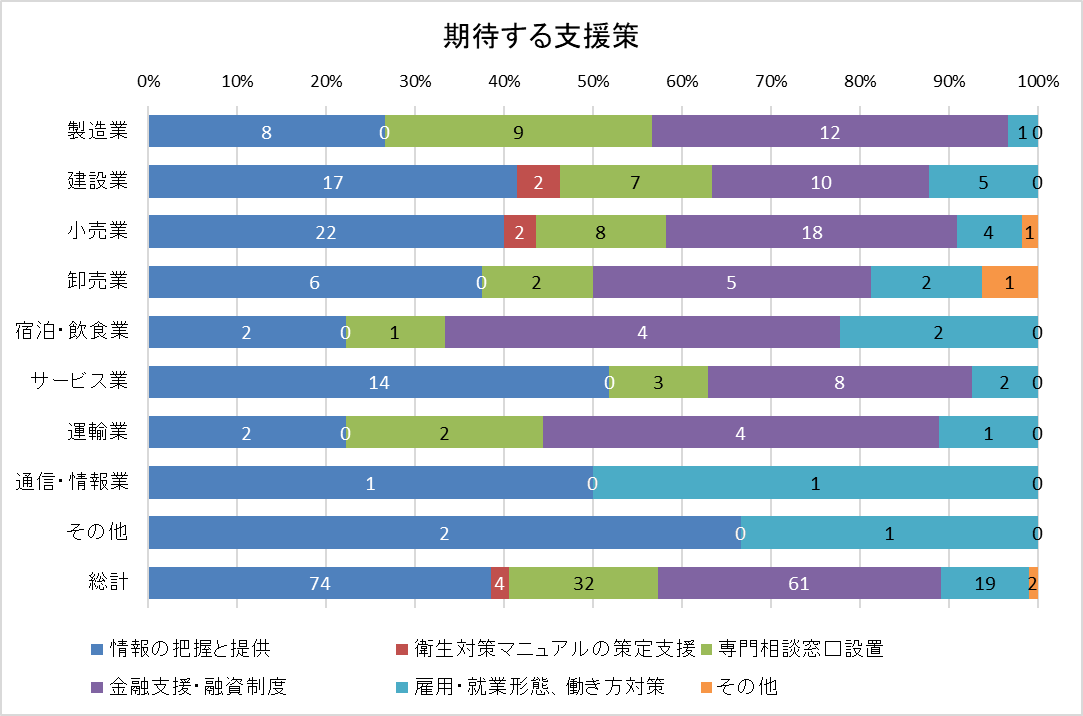 期待する支援策
0% 10% 20% 30% 40% 50% 60% 70% 80% 90% 100%
製造業 8 0 9 12 1 0
建設業 17 2 7 10 5 0
小売業 22 2 8 18 4 1
卸売業 6 0 2 5 2 1
宿泊・飲食業 2 0 1 4 2 0
サービス業 14 0 3 8 2 0
運輸業 2 0 2 4 1 0
通信・情報業 1 0 1 0
その他 2 0 1 0
総計 74 4 32 61 19 2
情報の把握と提供 衛生対策マニュアルの策定支援 専門相談窓口設置
金融支援・融資制度 雇用・就業形態、働き方対策 その他